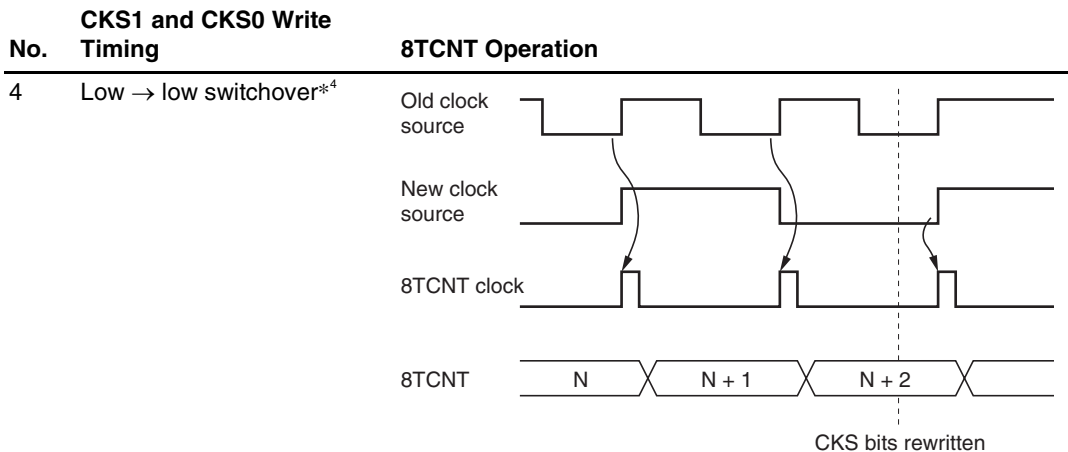 No.
CKS1 and CKS0 Write
Timing
8TCNT Operation
4
Low → low switchover*⁴
Old clock
source
New clock
source
8TCNT clock
8TCNT
N
N + 1
N + 2
CKS bits rewritten